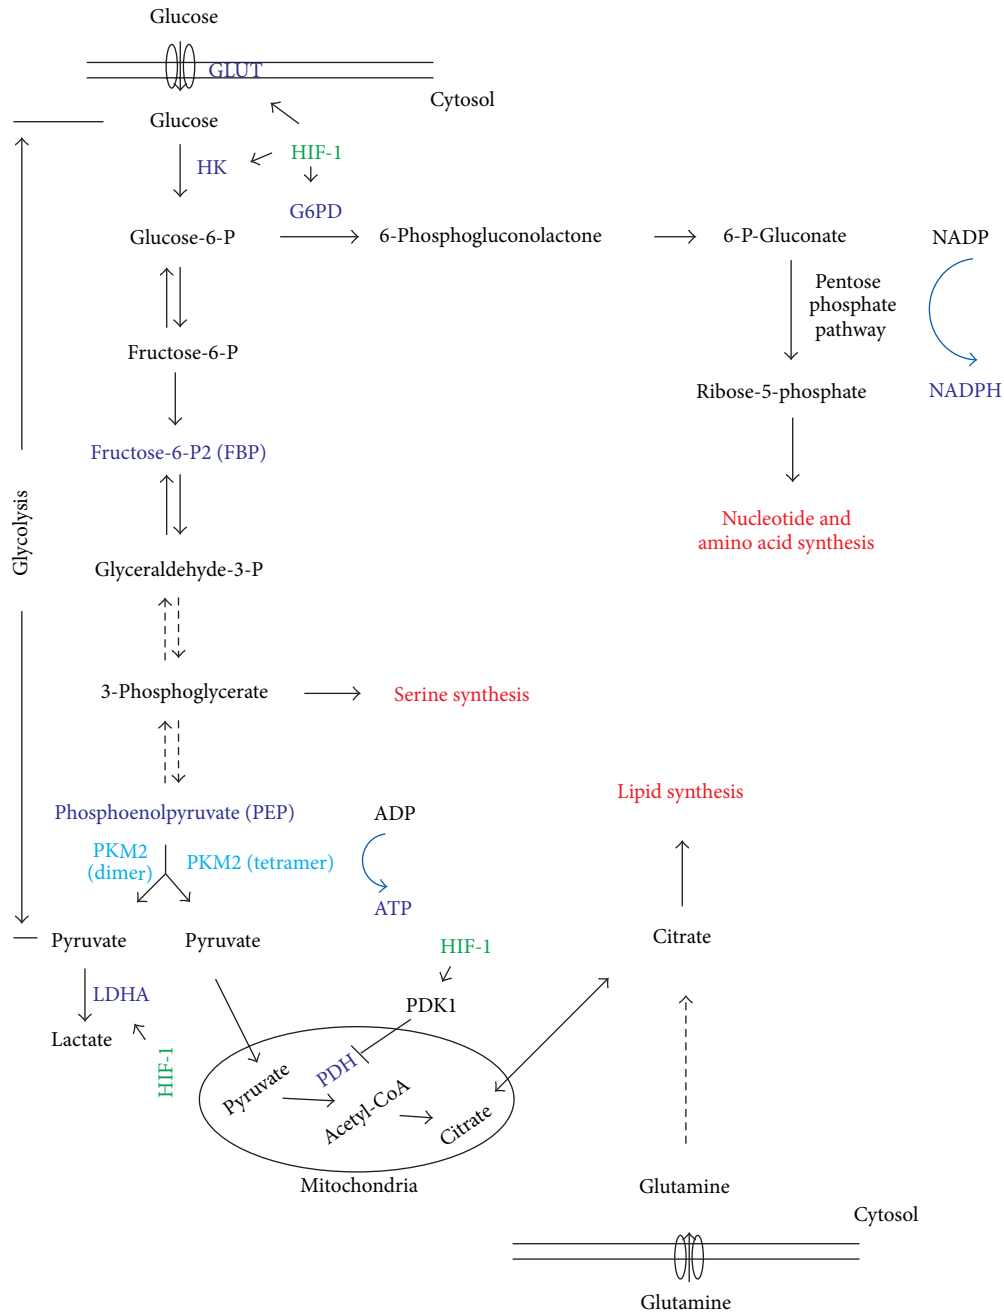 Glucose
GLUT
Cytosol
Glucose
HIF-1
HK
G6PD
Glucose-6-P
6-Phosphogluconolactone
6-P-Gluconate
NADP
Pentose
phosphate
pathway
Fructose-6-P
Ribose-5-phosphate
NADPH
Fructose-6-P2 (FBP)
Glycolysis
Nucleotide and
amino acid synthesis
Glyceraldehyde-3-P
3-Phosphoglycerate
Serine synthesis
Lipid synthesis
Phosphoenolpyruvate (PEP)
ADP
PKM2
(dimer)
PKM2 (tetramer)
ATP
Pyruvate
Pyruvate
HIF-1
Citrate
LDHA
PDK1
Lactate
HIF-1
Pyruvate
PDH
Acetyl-CoA
Citrate
Mitochondria
Glutamine
Cytosol
Glutamine